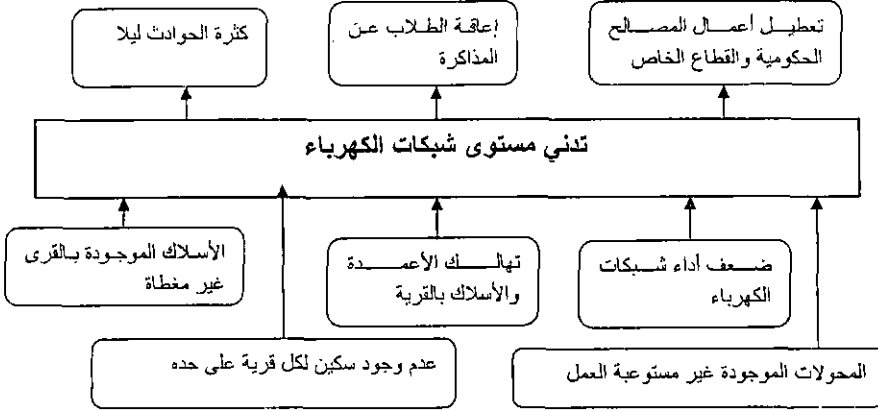 تعطيل أعمال المصالح
الحكومية والقطاع الخاص
إعاقة الطلاب عن
المذاكرة
كثرة الحوادث ليلا
تدني مستوى شبكات الكهرباء
ضعف أداء شبكات
الكهرباء
تهالك الأعمدة
والأسلاك بالقرية
الأسلاك الموجودة بالقرى
غير مغطاة
المحولات الموجودة غير مستوعبة العمل
عدم وجود سكين لكل قرية على حده